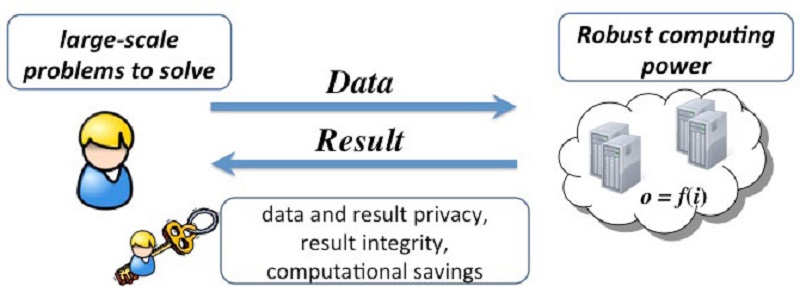 large-scale
problems to solve
Robust computing
power
Data
Result
o = f(i)
data and result privacy,
result integrity,
computational savings